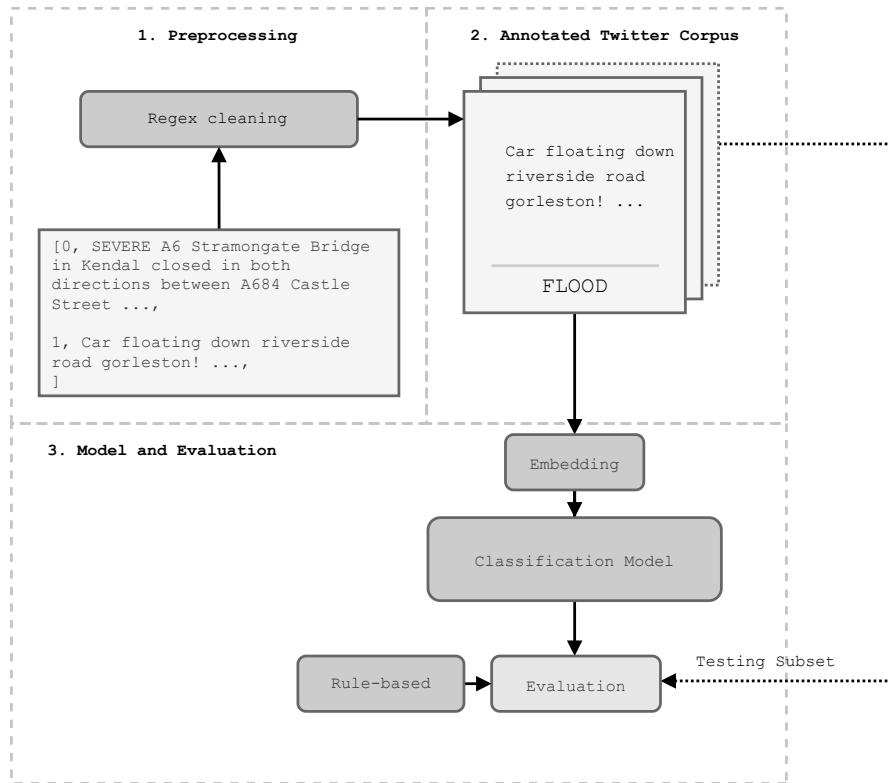 1. Preprocessing
Regex cleaning
[0, SEVERE A6 Stramongate Bridge
in Kendal closed in both
directions between A684 Castle
Street ...,
1, Car floating down riverside
road gorleston! ...,
]
2. Annotated Twitter Corpus
Car floating down
riverside road
gorleston! ...
FLOOD
3. Model and Evaluation
Embedding
Classification Model
Rule-based
Evaluation
Testing Subset